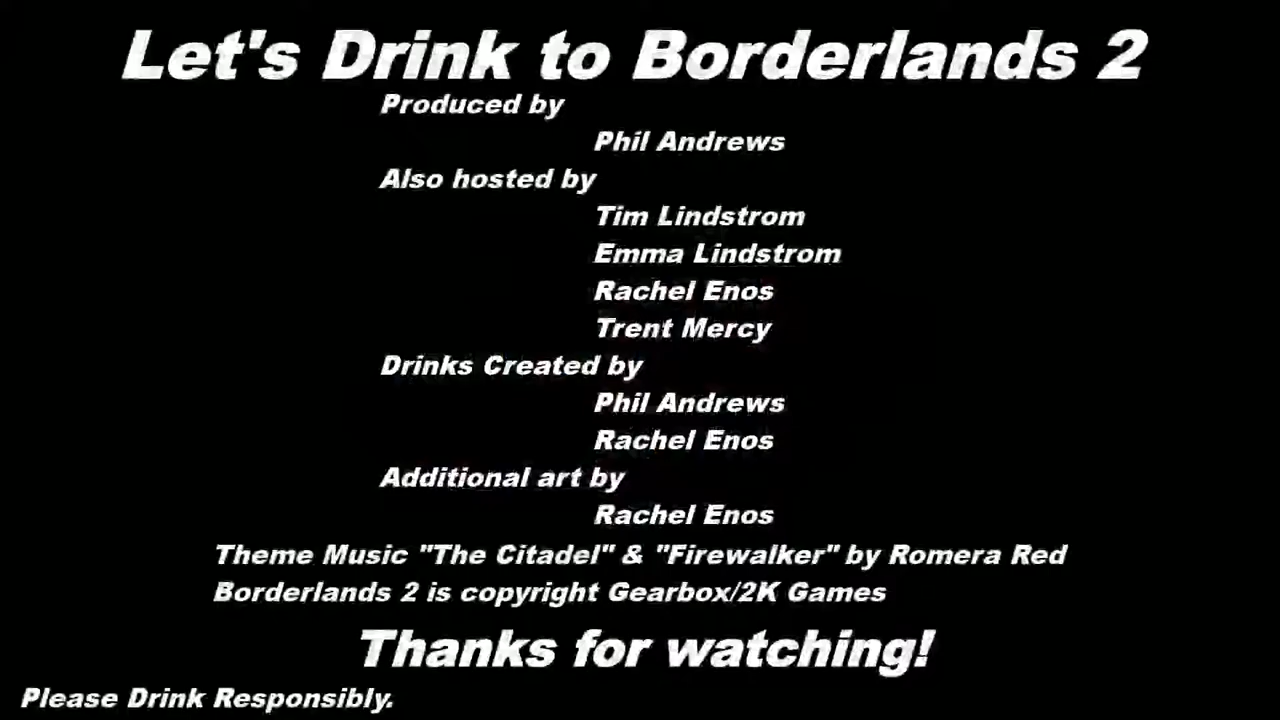 Let's Drink to Borderlands 2
Produced by
Phil Andrews
Also hosted by
Tim Lindstrom
Emma Lindstrom
Rachel Enos
Trent Mercy
Drinks Created by
Phil Andrews
Rachel Enos
Additional art by
Rachel Enos
Theme Music "The Citadel" & "Firewalker" by Romera Red
Borderlands 2 is copyright Gearbox/2K Games
Thanks for watching!
Please Drink Responsibly.